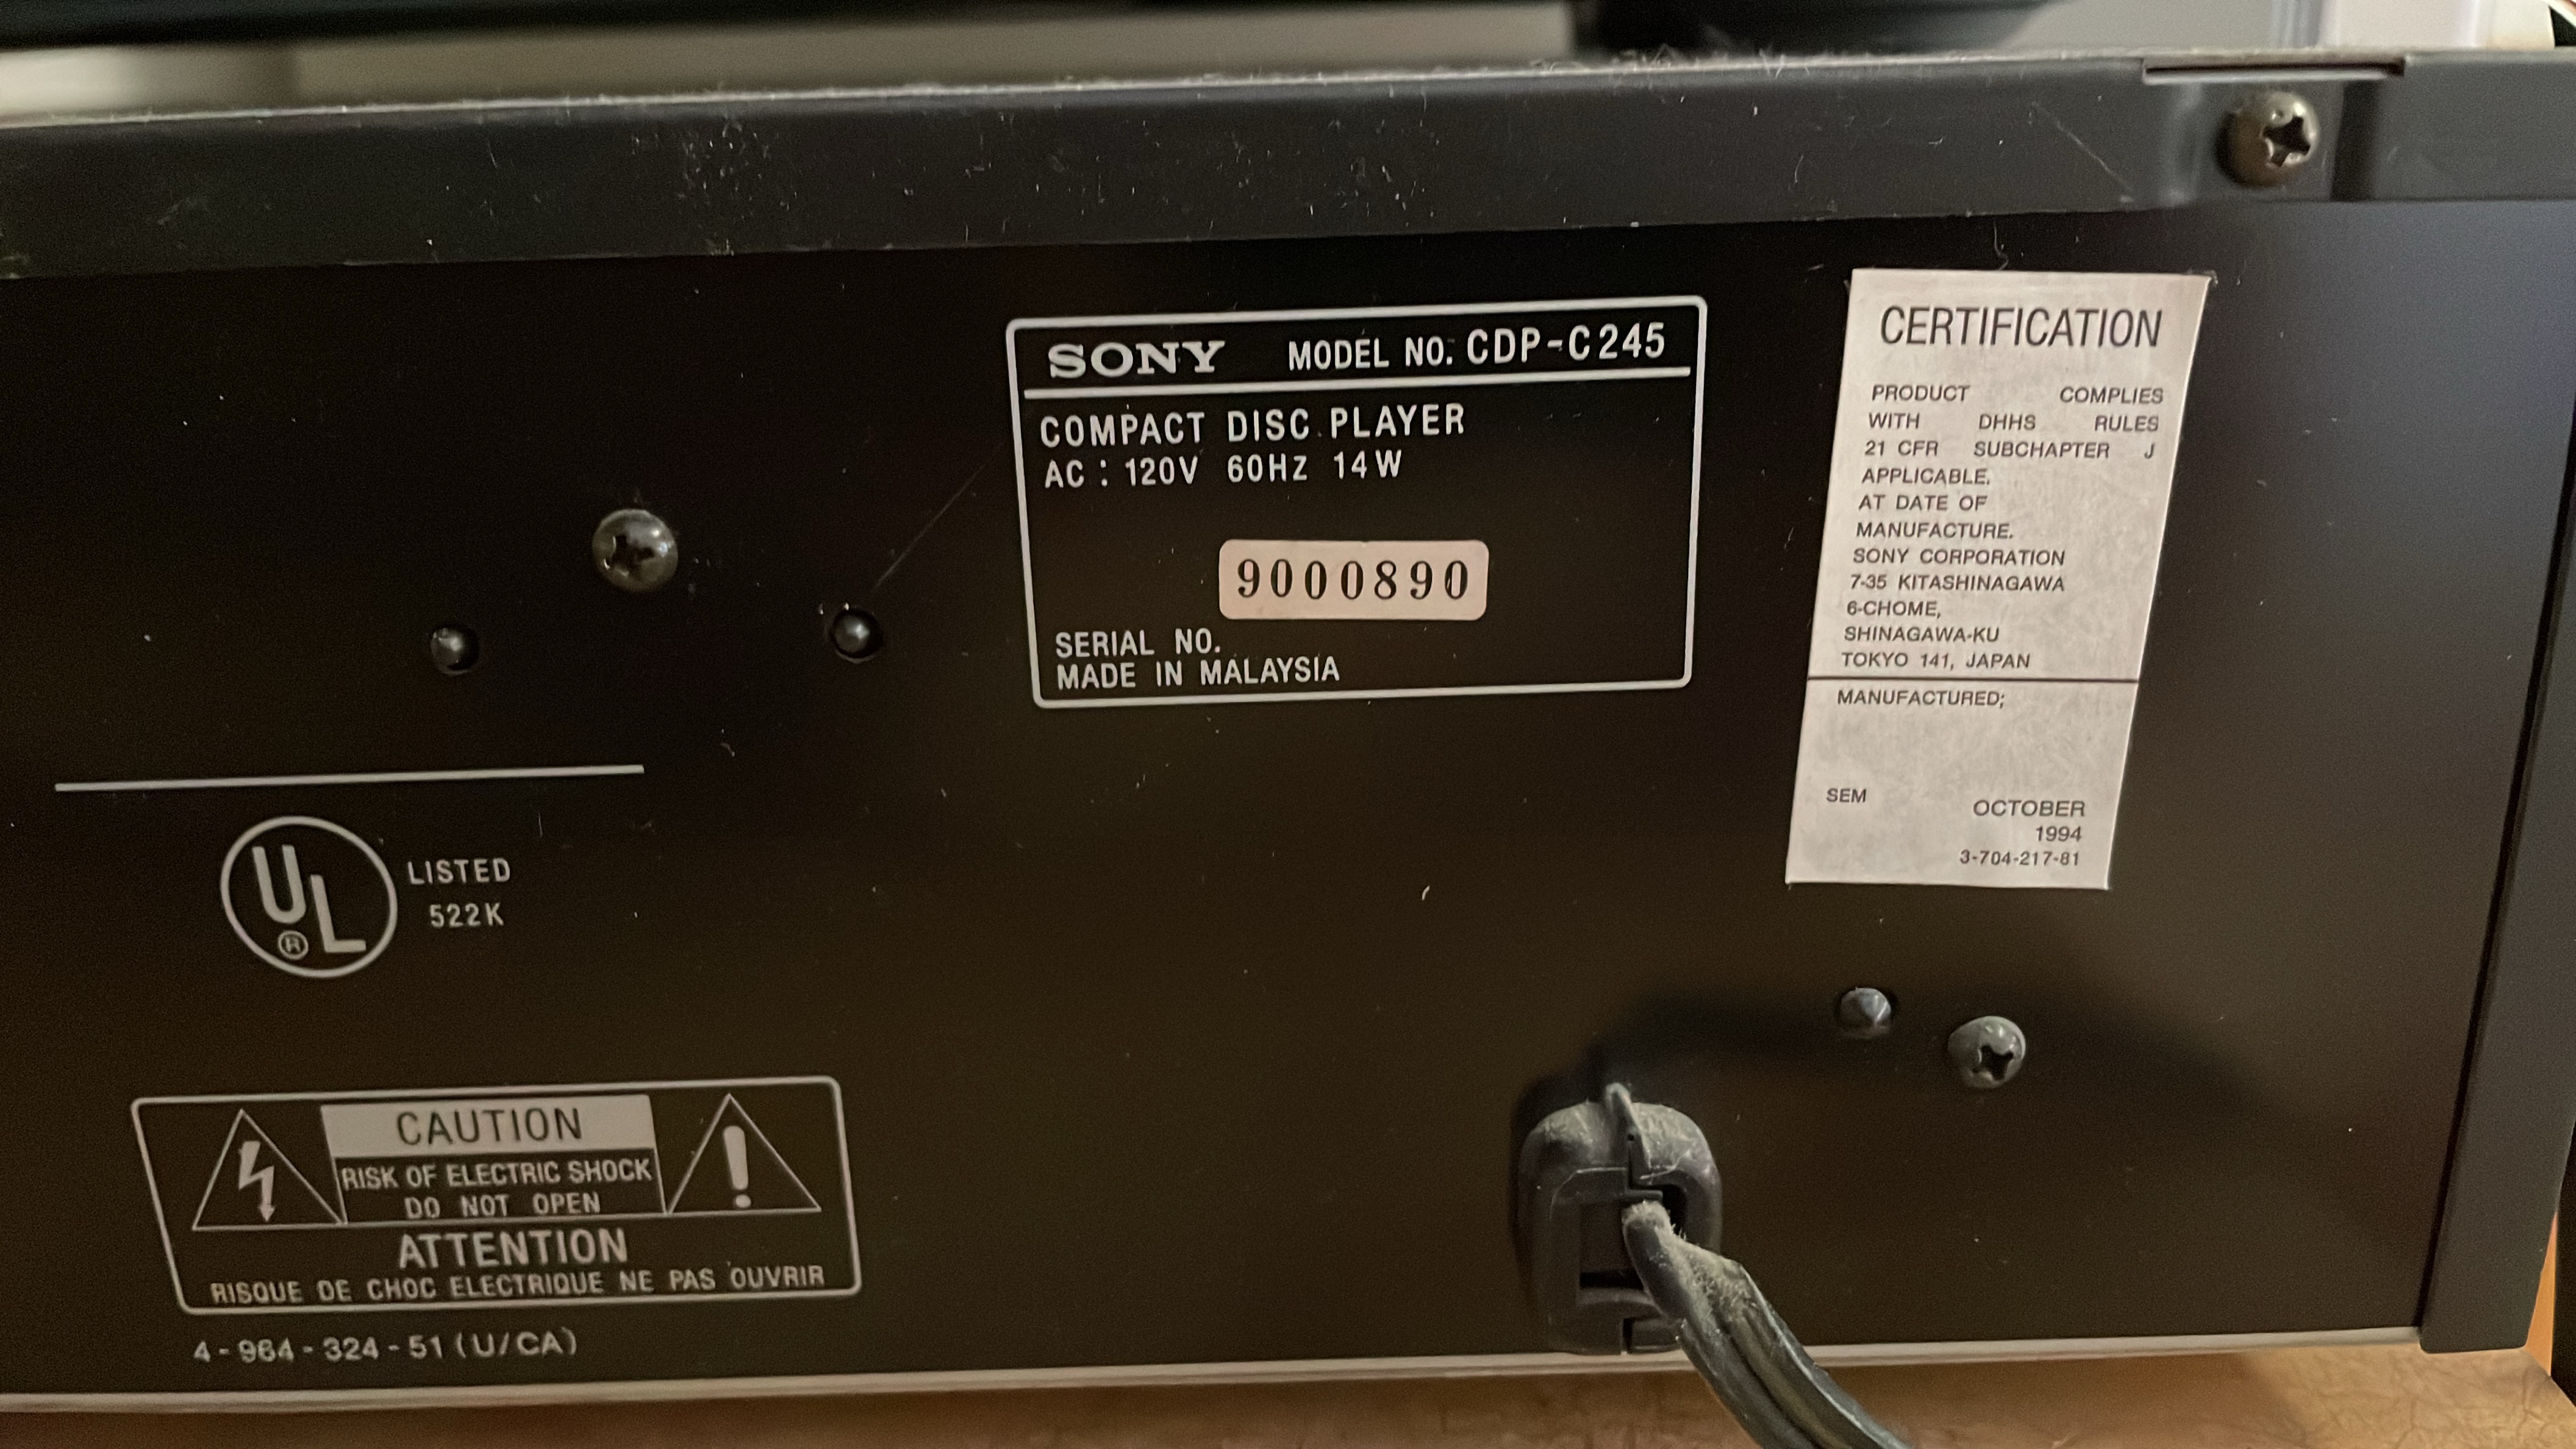 SONY MODEL NO. CDP-C245
COMPACT DISC PLAYER
AC : 120V 60HZ 14W
9000890
SERIAL NO.
MADE IN MALAYSIA
CERTIFICATION
PRODUCT COMPLIES
WITH DHHS RULES
21 CFR SUBCHAPTER J
APPLICABLE.
AT DATE OF
MANUFACTURE.
SONY CORPORATION
7-35 KITASHINAGAWA
6-CHOME,
SHINAGAWA-KU
TOKYO 141, JAPAN
MANUFACTURED;
SEM
OCTOBER
1994
3-704-217-81
UL ®
LISTED
522K
CAUTION
RISK OF ELECTRIC SHOCK
DO NOT OPEN
ATTENTION
RISQUE DE CHOC ELECTRIQUE NE PAS OUVRIR
4-964-324-51 (U/CA)